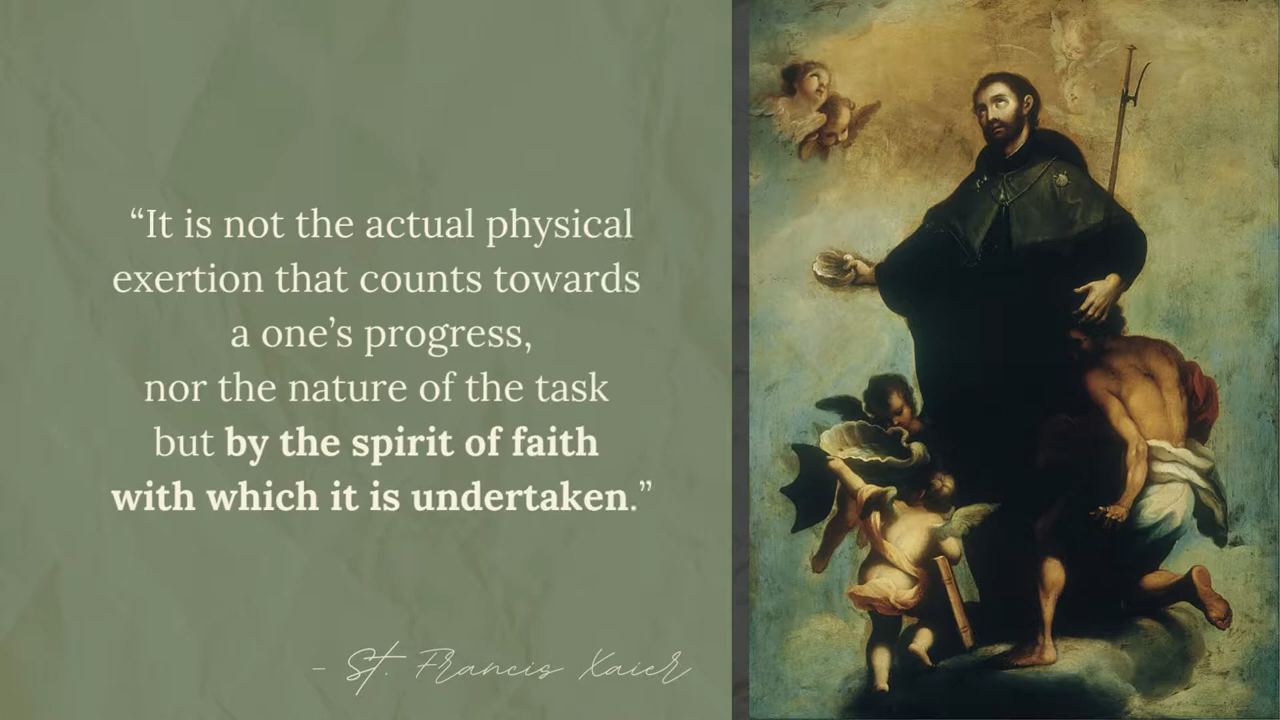 “It is not the actual physical
exertion that counts towards
a one’s progress,
nor the nature of the task
but by the spirit of faith
with which it is undertaken.”
- St. Francis Xaier